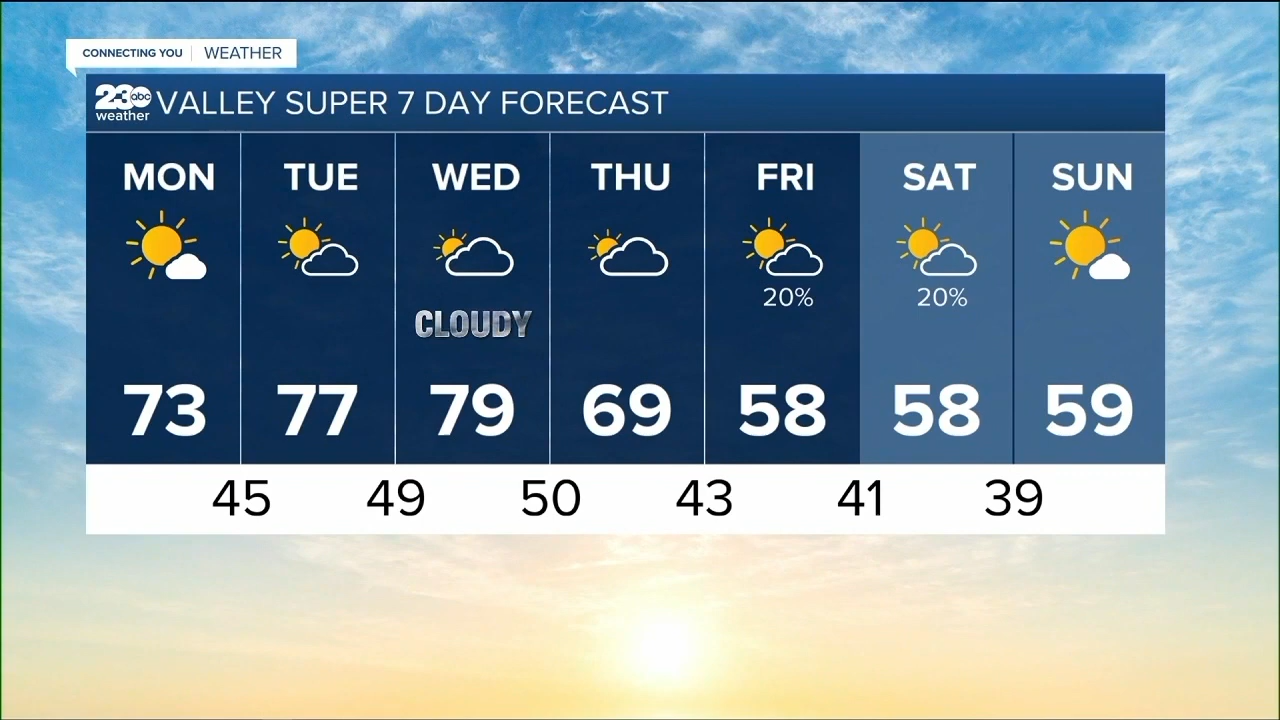 CONNECTING YOU | WEATHER
23 abc
weather
VALLEY SUPER 7 DAY FORECAST
MON TUE WED THU FRI SAT SUN
20% 20%
CLOUDY
73 77 79 69 58 58 59
45 49 50 43 41 39